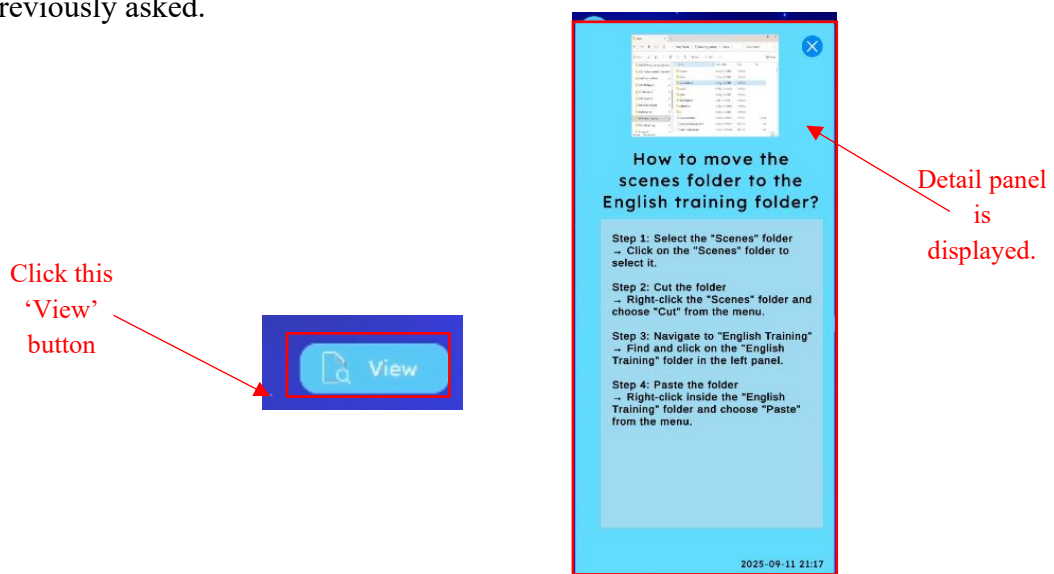 previously asked.
Click this
‘View’
button
View
How to move the
scenes folder to the
English training folder?
Step 1: Select the "Scenes" folder
→ Click on the "Scenes" folder to
select it.
Step 2: Cut the folder
→ Right-click the "Scenes" folder and
choose "Cut" from the menu.
Step 3: Navigate to "English Training"
→ Find and click on the "English
Training" folder in the left panel.
Step 4: Paste the folder
→ Right-click inside the "English
Training" folder and choose "Paste"
from the menu.
2025-09-11 21:17
Detail panel
is
displayed.